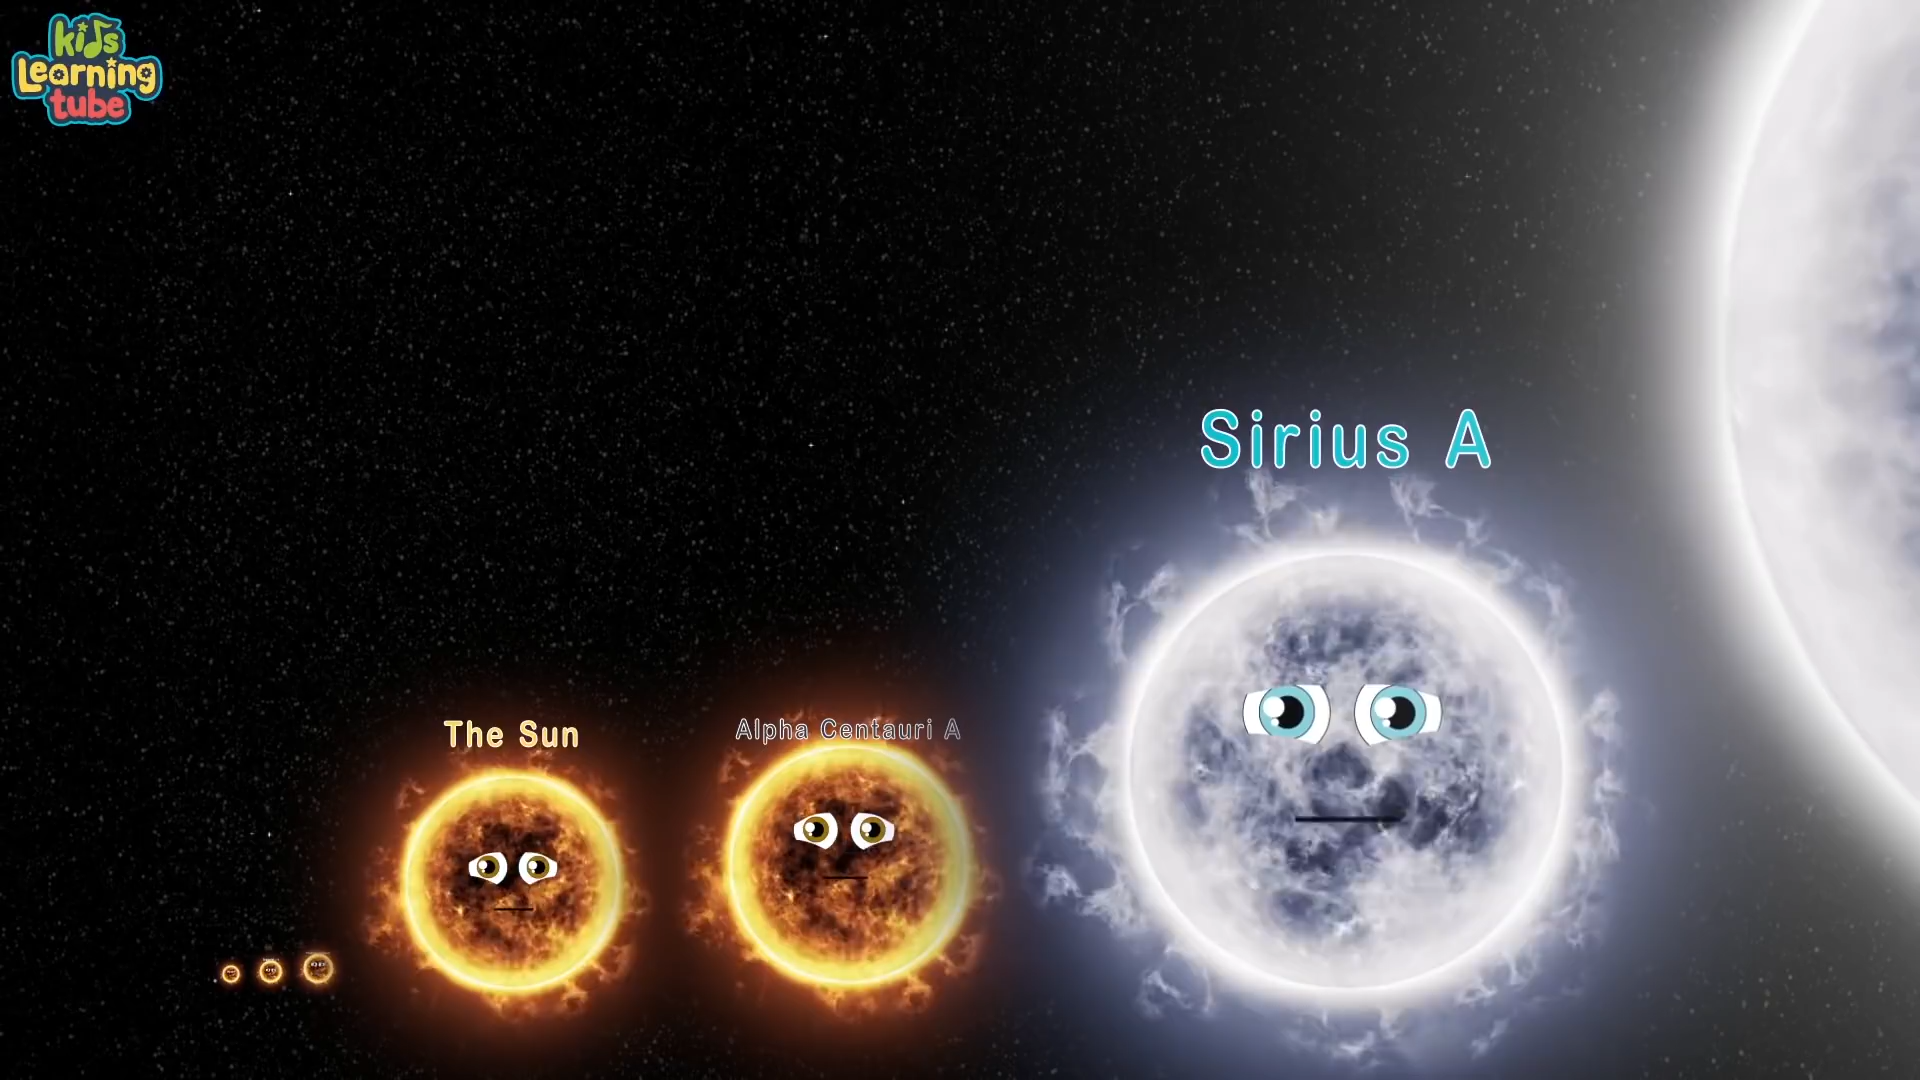 kids
Learning
tube
Sirius A
The Sun
Alpha Centauri A